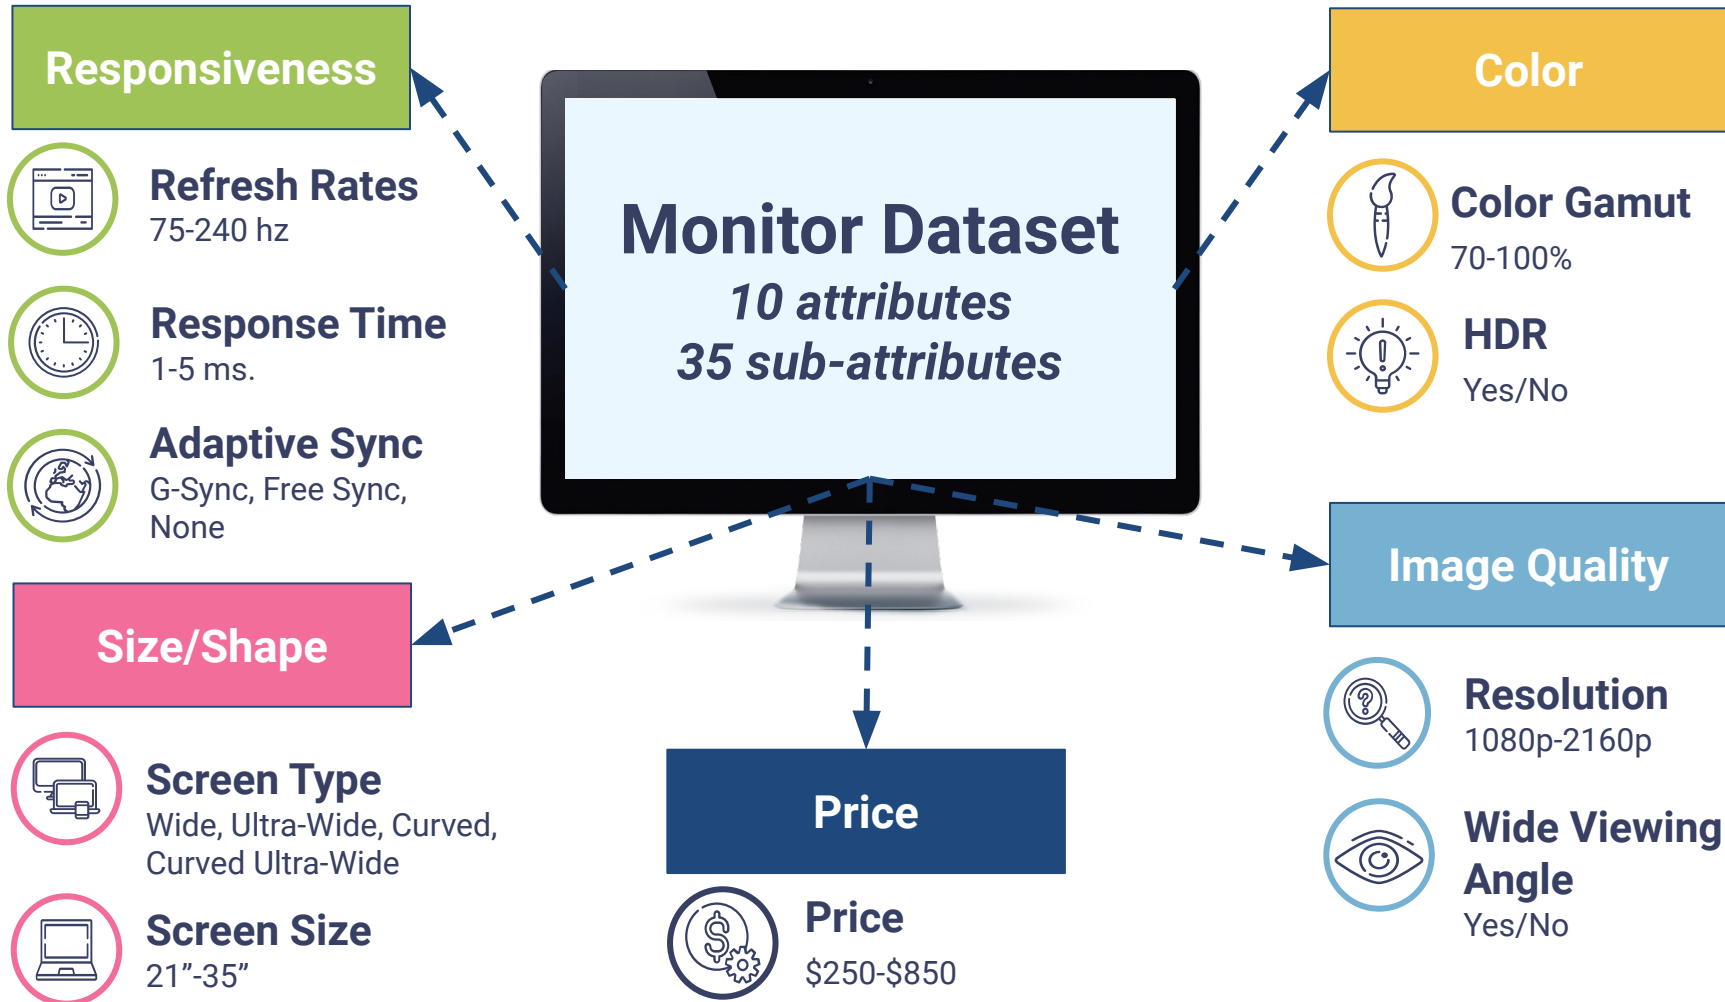 Responsiveness
Refresh Rates
75-240 hz
Response Time
1-5 ms.
Adaptive Sync
G-Sync, Free Sync,
None
Size/Shape
Screen Type
Wide, Ultra-Wide, Curved,
Curved Ultra-Wide
Screen Size
21”-35”
Monitor Dataset
10 attributes
35 sub-attributes
Price
Price
$250-$850
Color
Color Gamut
70-100%
HDR
Yes/No
Image Quality
Resolution
1080p-2160p
Wide Viewing
Angle
Yes/No